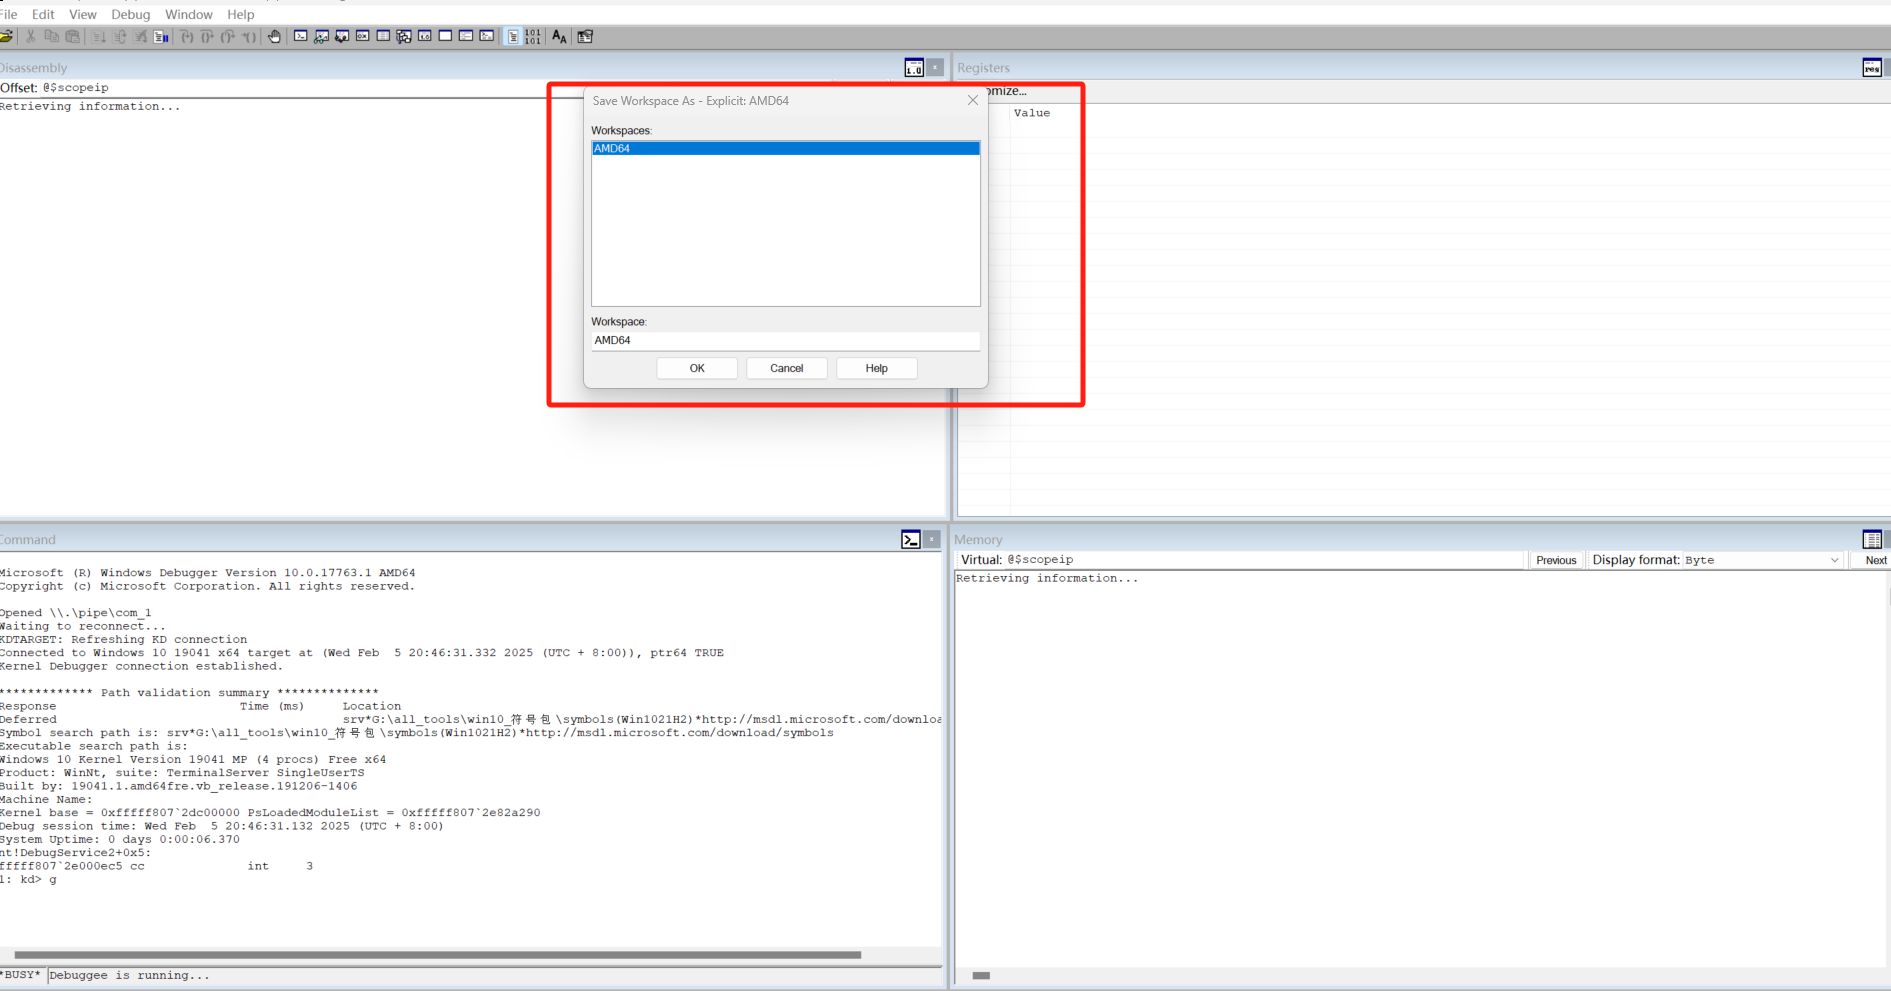 File Edit View Debug Window Help
Disassembly
Offset: @$scopeip
Retrieving information...
Registers
omize...
Value
Save Workspace As - Explicit: AMD64
Workspaces:
AMD64
Workspace:
AMD64
OK Cancel Help
Command
Microsoft (R) Windows Debugger Version 10.0.17763.1 AMD64
Copyright (c) Microsoft Corporation. All rights reserved.
Opened \\.\pipe\com_1
Waiting to reconnect...
KDTARGET: Refreshing KD connection
Connected to Windows 10 19041 x64 target at (Wed Feb  5 20:46:31.332 2025 (UTC + 8:00)), ptr64 TRUE
Kernel Debugger connection established.
************* Path validation summary **************
Response Time (ms) Location
Deferred srv*G:\all_tools\win10_符号包\symbols(Win1021H2)*http://msdl.microsoft.com/downloa
Symbol search path is: srv*G:\all_tools\win10_符号包\symbols(Win1021H2)*http://msdl.microsoft.com/download/symbols
Executable search path is:
Windows 10 Kernel Version 19041 MP (4 procs) Free x64
Product: WinNt, suite: TerminalServer SingleUserTS
Built by: 19041.1.amd64fre.vb_release.191206-1406
Machine Name:
Kernel base = 0xfffff807`2dc00000 PsLoadedModuleList = 0xfffff807`2e82a290
Debug session time: Wed Feb  5 20:46:31.132 2025 (UTC + 8:00)
System Uptime: 0 days 0:00:06.370
nt!DebugService2+0x5:
fffff807`2e000ec5 cc int 3
1: kd> g
*BUSY* Debuggee is running...
Memory
Virtual: @$scopeip Previous Display format: Byte Next
Retrieving information...